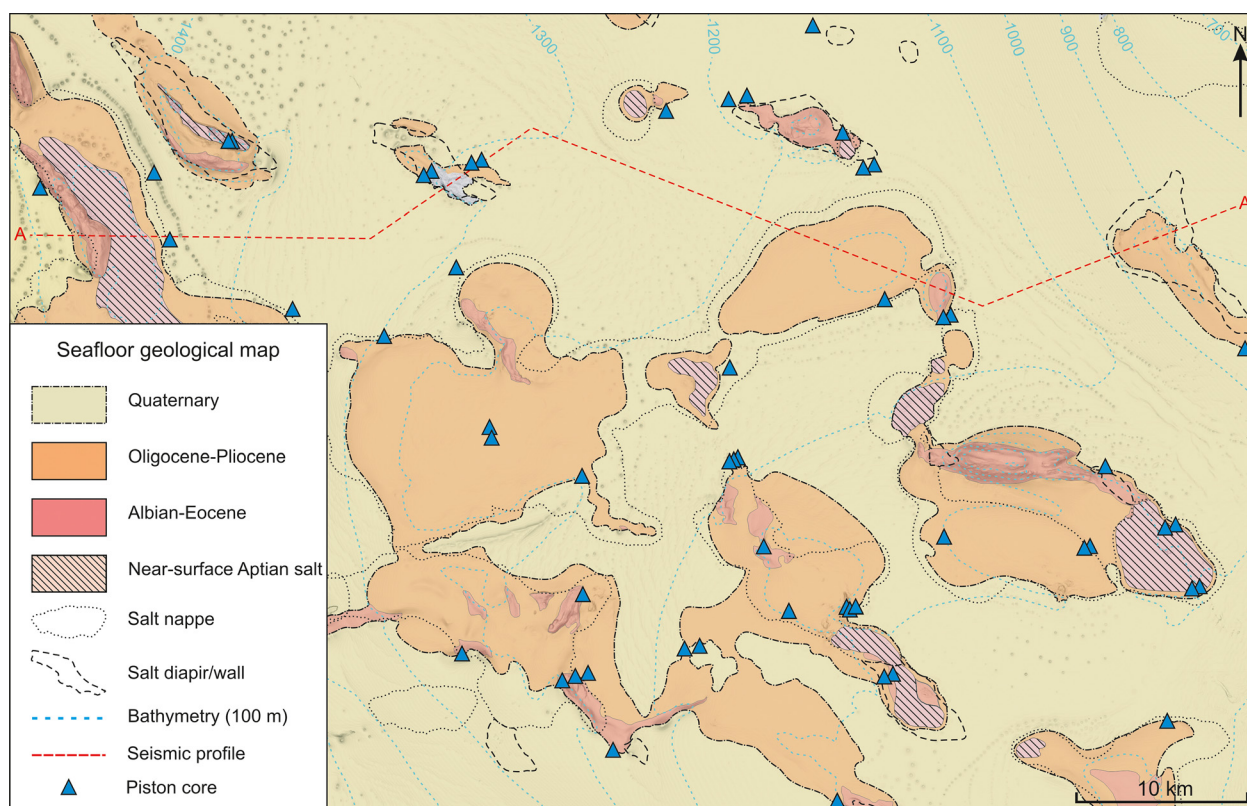 1400
1300
1200
1100
1000
900
800
750
N
A
A
Seafloor geological map
Quaternary
Oligocene-Pliocene
Albian-Eocene
Near-surface Aptian salt
Salt nappe
Salt diapir/wall
Bathymetry (100 m)
Seismic profile
Piston core
10 km